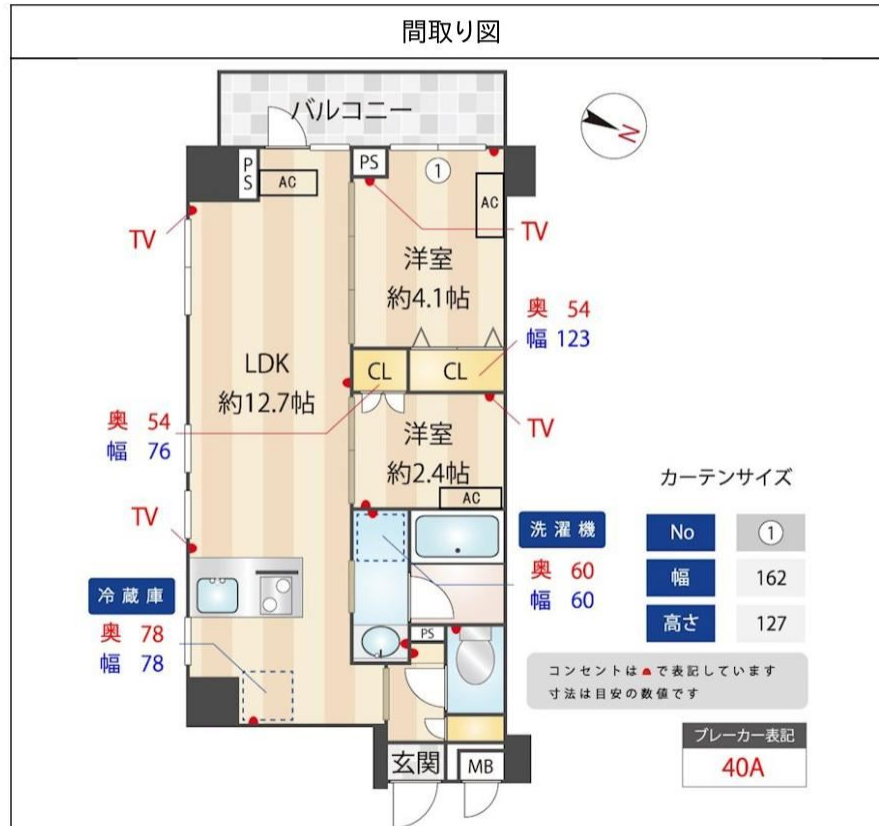 間取り図
バルコニー
N
PS
AC
PS
①
AC
TV
TV
洋室
約4.1帖
奥 54
幅 123
LDK
約12.7帖
CL
CL
奥 54
幅 76
洋室
約2.4帖
TV
AC
カーテンサイズ
TV
洗濯機
奥 60
幅 60
No ①
幅 162
高さ 127
冷蔵庫
奥 78
幅 78
PS
コンセントはで表記しています
寸法は目安の数値です
ブレーカー表記
40A
玄関
MB